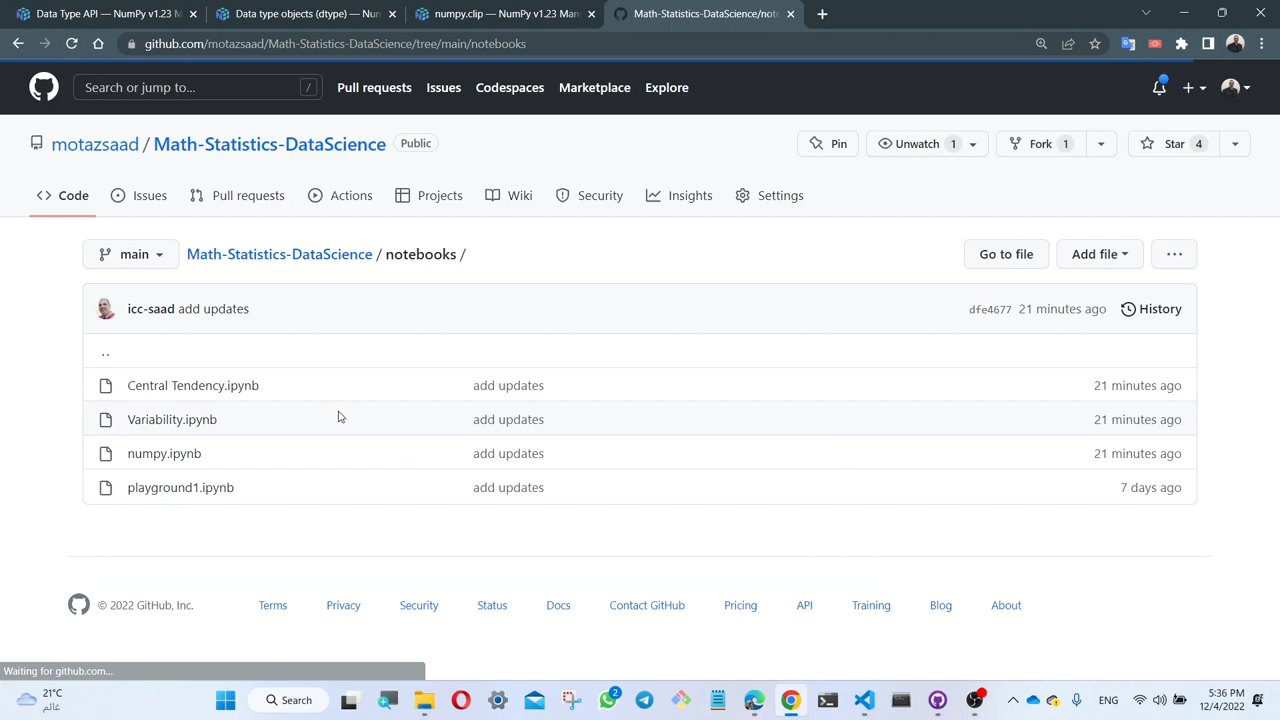 Data Type API — NumPy v1.23 M
Data type objects (dtype) — Num
numpy.clip — NumPy v1.23 Man
Math-Statistics-DataScience/note
github.com/motazsaad/Math-Statistics-DataScience/tree/main/notebooks
Search or jump to...
/
Pull requests
Issues
Codespaces
Marketplace
Explore
motazsaad / Math-Statistics-DataScience
Public
Pin
Unwatch 1
Fork 1
Star 4
Code
Issues
Pull requests
Actions
Projects
Wiki
Security
Insights
Settings
main
Math-Statistics-DataScience / notebooks /
Go to file
Add file
...
icc-saad add updates
dfe4677 21 minutes ago
History
..
Central Tendency.ipynb add updates 21 minutes ago
Variability.ipynb add updates 21 minutes ago
numpy.ipynb add updates 21 minutes ago
playground1.ipynb add updates 7 days ago
© 2022 GitHub, Inc.
Terms
Privacy
Security
Status
Docs
Contact GitHub
Pricing
API
Training
Blog
About
Waiting for github.com...
21°C
غائم
Search
2
ENG
5:36 PM
12/4/2022